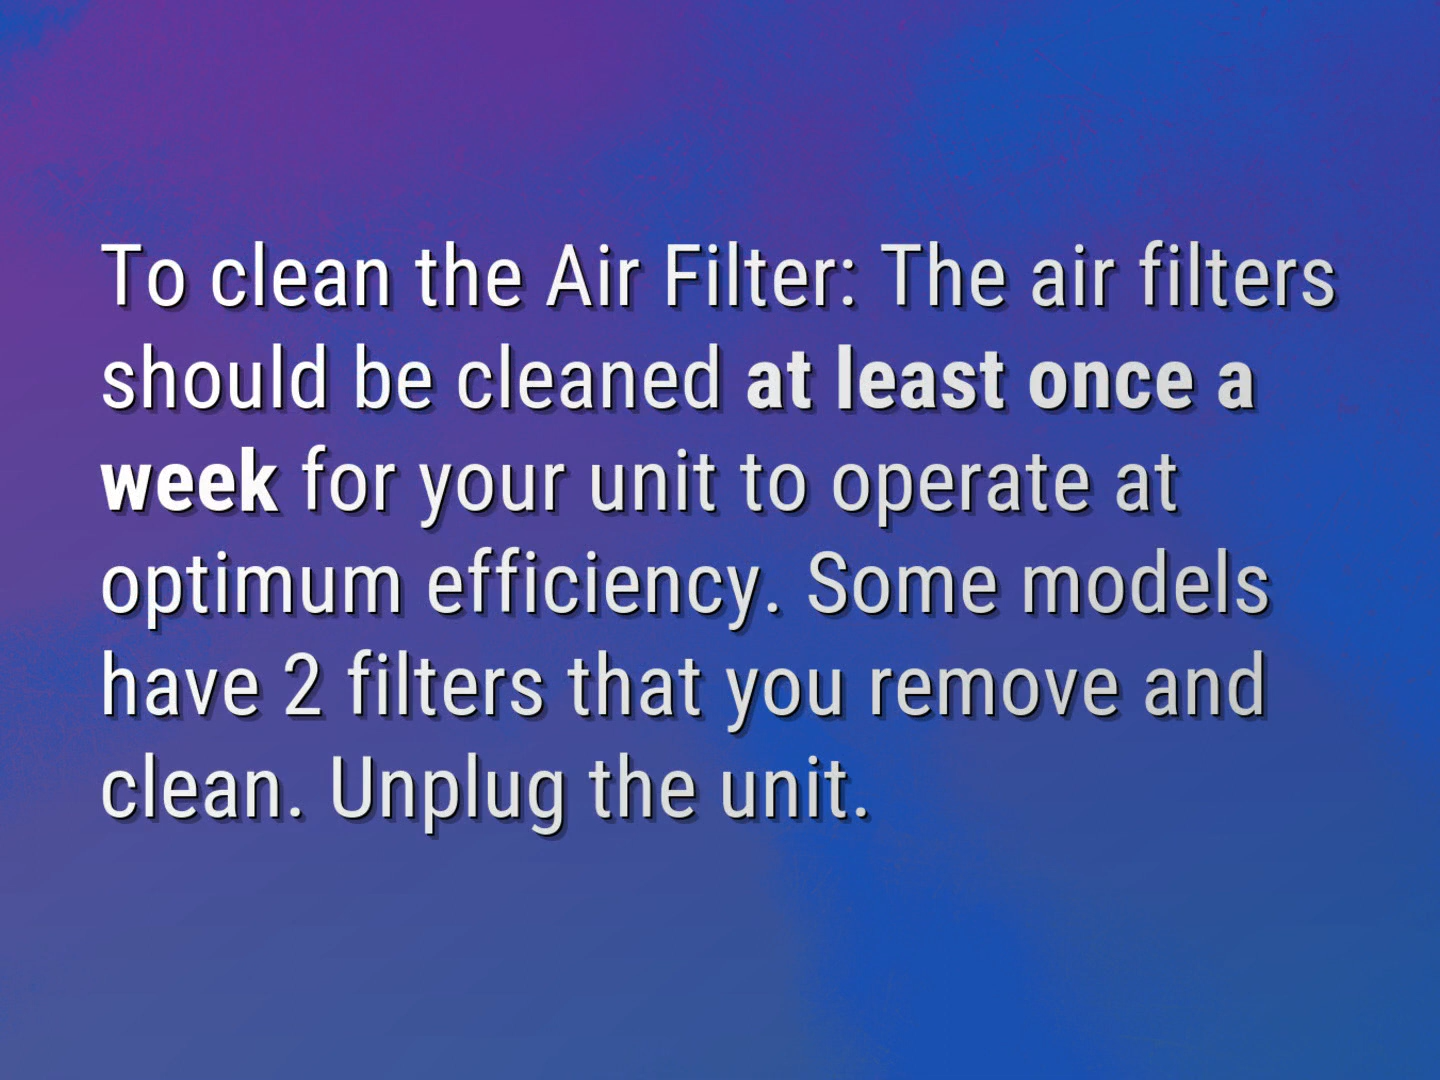 To clean the Air Filter: The air filters
should be cleaned at least once a
week for your unit to operate at
optimum efficiency. Some models
have 2 filters that you remove and
clean. Unplug the unit.